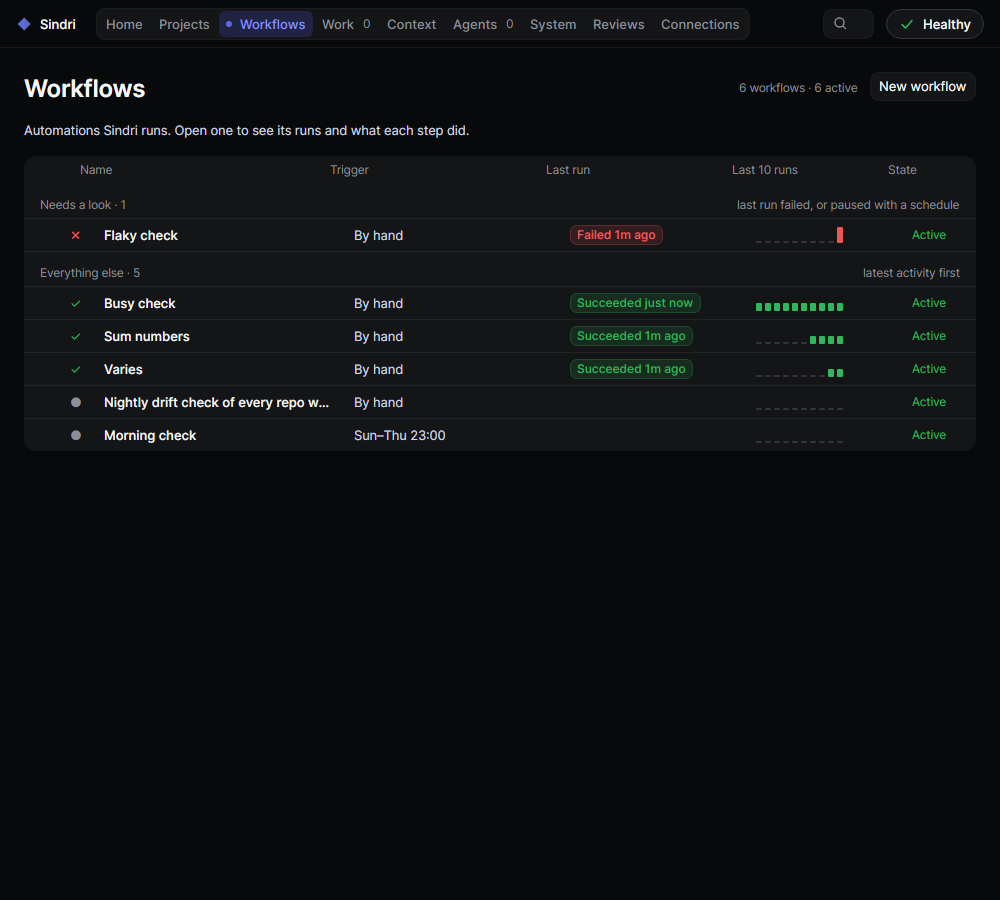 Sindri Home Projects Workflows Work 0 Context Agents 0 System Reviews Connections Healthy
Workflows 6 workflows · 6 active New workflow
Automations Sindri runs. Open one to see its runs and what each step did.
Name Trigger Last run Last 10 runs State
Needs a look · 1 last run failed, or paused with a schedule
Flaky check By hand Failed 1m ago Active
Everything else · 5 latest activity first
Busy check By hand Succeeded just now Active
Sum numbers By hand Succeeded 1m ago Active
Varies By hand Succeeded 1m ago Active
Nightly drift check of every repo w... By hand Active
Morning check Sun–Thu 23:00 Active